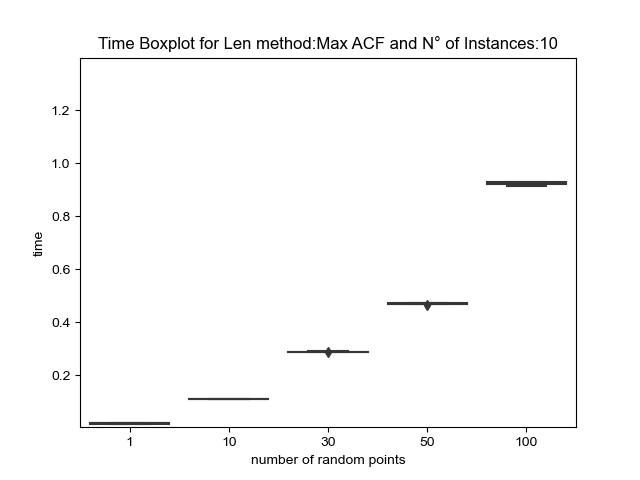 Time Boxplot for Len method:Max ACF and N° of Instances:10
1.2
1.0
0.8
0.6
0.4
0.2
time
1 10 30 50 100
number of random points